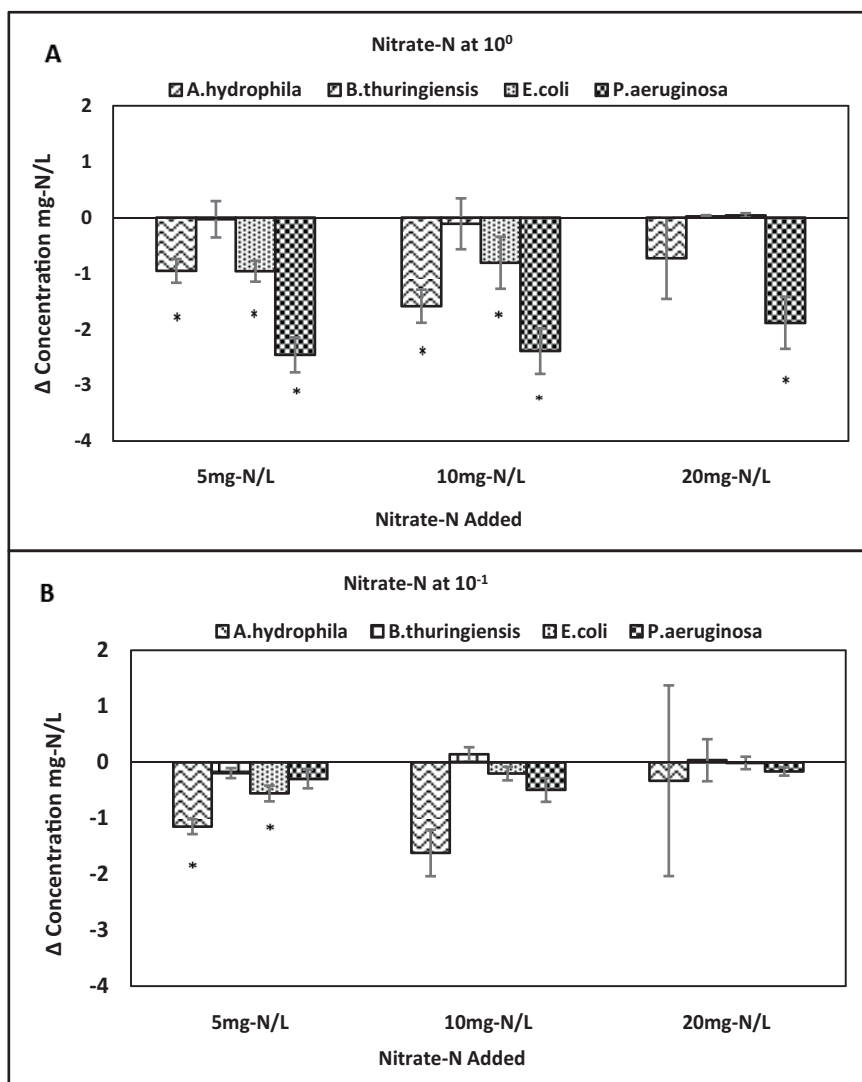 A
Nitrate-N at 10⁰
A.hydrophila B.thuringiensis E.coli P.aeruginosa
2
1
0
-1
-2
-3
-4
Δ Concentration mg-N/L
* * *
* * *
*
5mg-N/L 10mg-N/L 20mg-N/L
Nitrate-N Added
B
Nitrate-N at 10⁻¹
A.hydrophila B.thuringiensis E.coli P.aeruginosa
2
1
0
-1
-2
-3
-4
Δ Concentration mg-N/L
* *
5mg-N/L 10mg-N/L 20mg-N/L
Nitrate-N Added